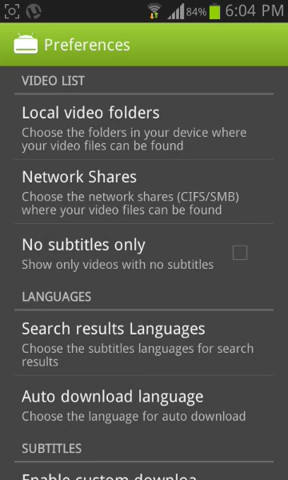 84% 6:04 PM
Preferences
VIDEO LIST
Local video folders
Choose the folders in your device where
your video files can be found
Network Shares
Choose the network shares (CIFS/SMB)
where your video files can be found
No subtitles only
Show only videos with no subtitles
LANGUAGES
Search results Languages
Choose the subtitles languages for search
results
Auto download language
Choose the language for auto download
SUBTITLES
Enable custom downloa